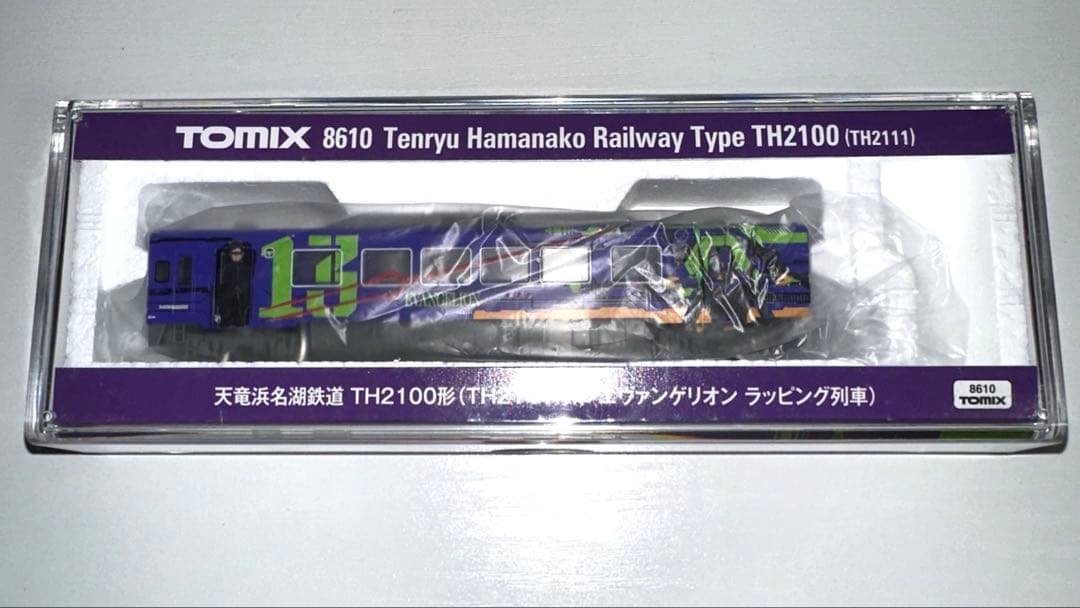 TOMIX 8610 Tenryu Hamanako Railway Type TH2100 (TH2111)
13
EVANGELION
天竜浜名湖鉄道 TH2100形(TH2 ヴァンゲリオン ラッピング列車)
8610
TOMIX